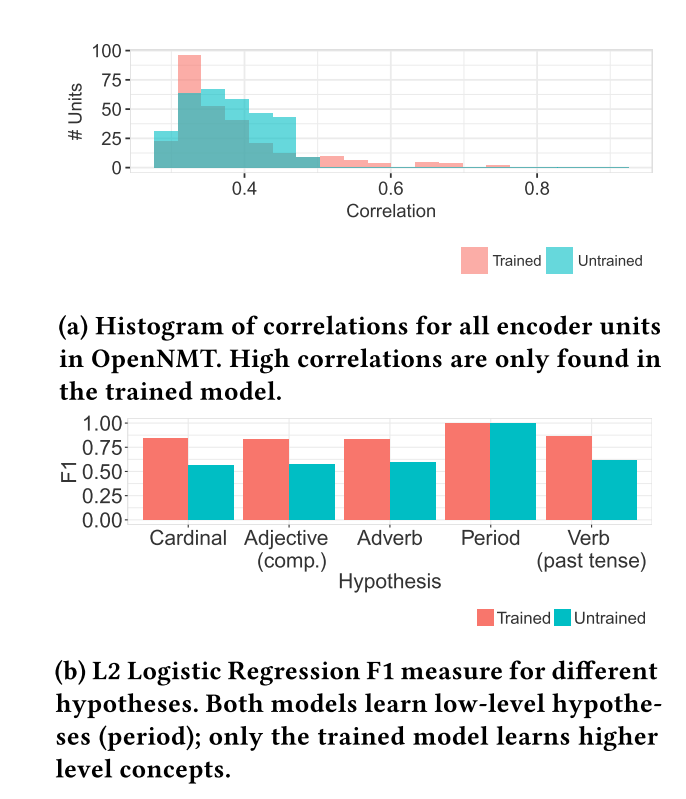 100
75
50
25
0
# Units
0.4 0.6 0.8
Correlation
Trained Untrained
(a) Histogram of correlations for all encoder units
in OpenNMT. High correlations are only found in
the trained model.
1.00
0.75
0.50
0.25
0.00
F1
Cardinal Adjective Adverb Period Verb
(comp.) (past tense)
Hypothesis
Trained Untrained
(b) L2 Logistic Regression F1 measure for different
hypotheses. Both models learn low-level hypothe-
ses (period); only the trained model learns higher
level concepts.